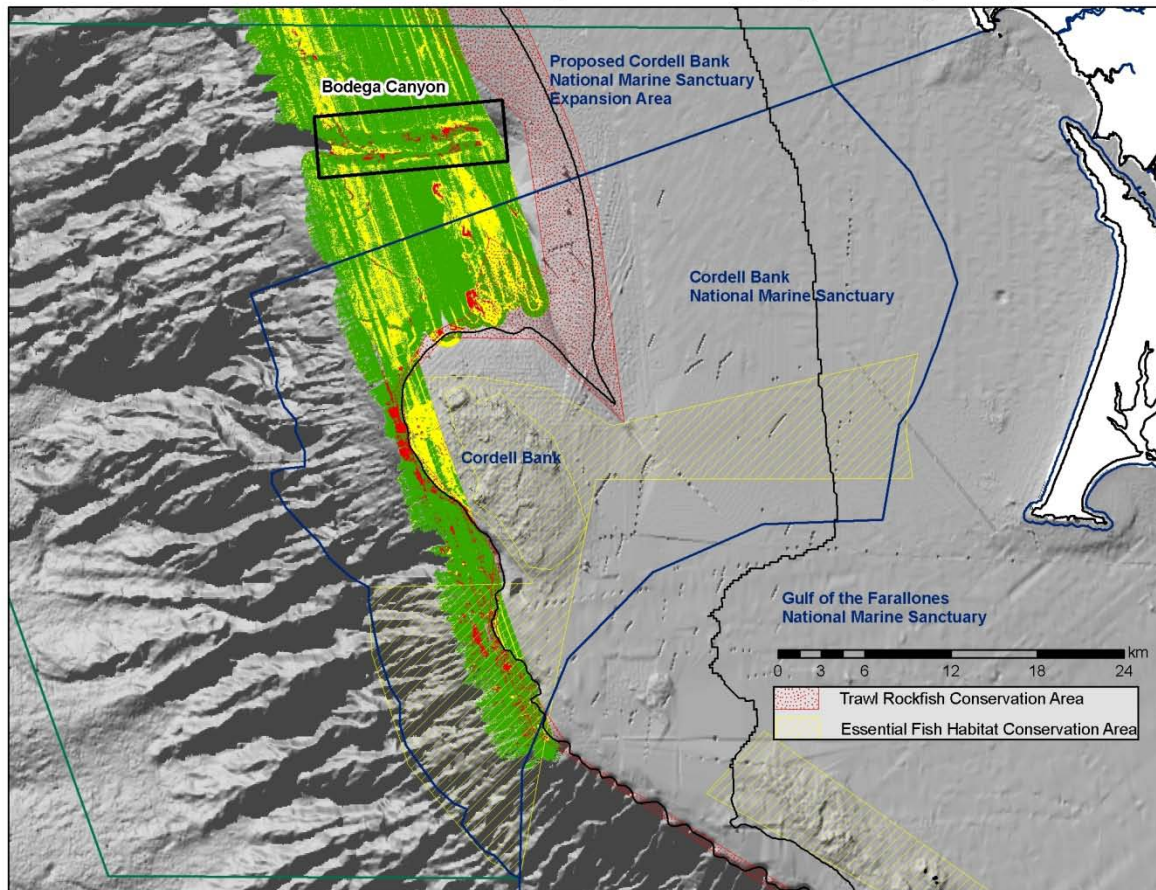 Proposed Cordell Bank
National Marine Sanctuary
Expansion Area
Bodega Canyon
Cordell Bank
National Marine Sanctuary
Cordell Bank
Gulf of the Farallones
National Marine Sanctuary
km
0 3 6 12 18 24
Trawl Rockfish Conservation Area
Essential Fish Habitat Conservation Area